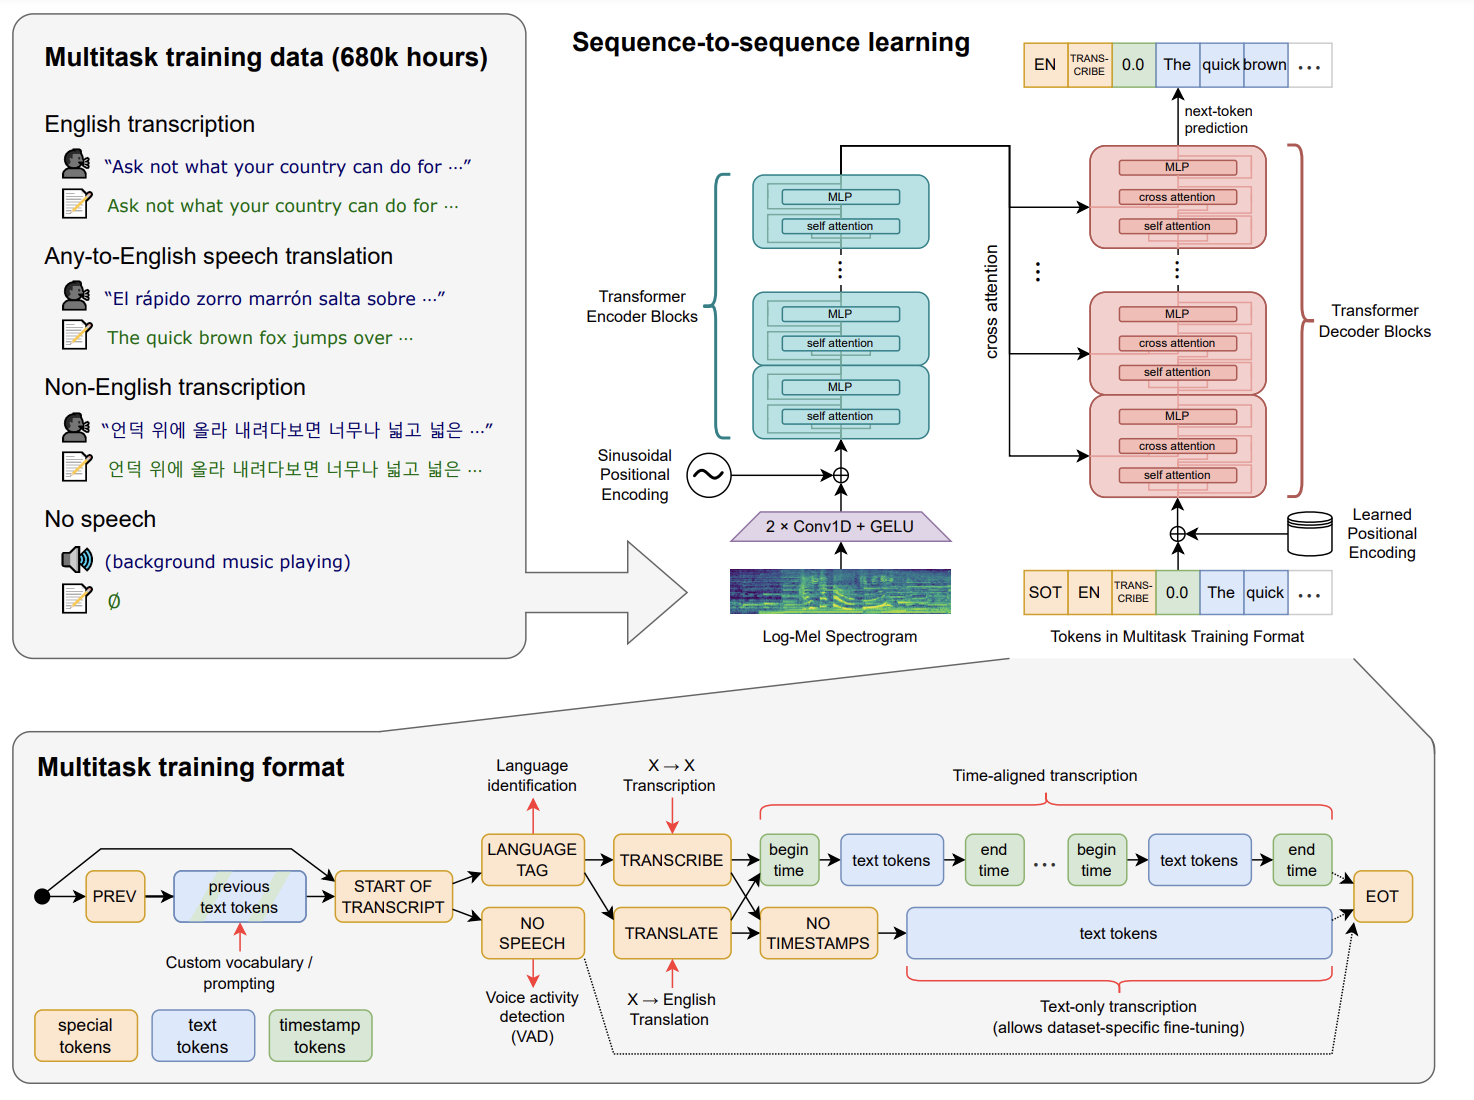 Multitask training data (680k hours)
English transcription
“Ask not what your country can do for ⋯”
Ask not what your country can do for ⋯
Any-to-English speech translation
“El rápido zorro marrón salta sobre ⋯”
The quick brown fox jumps over ⋯
Non-English transcription
“언덕 위에 올라 내려다보면 너무나 넓고 넓은 ⋯”
언덕 위에 올라 내려다보면 너무나 넓고 넓은 ⋯
No speech
(background music playing)
∅
Sequence-to-sequence learning
EN TRANS-CRIBE 0.0 The quick brown ⋯
next-token
prediction
MLP
self attention
⋮
MLP
self attention
MLP
self attention
Transformer
Encoder Blocks
Sinusoidal
Positional
Encoding
2 × Conv1D + GELU
Log-Mel Spectrogram
cross attention
⋮
MLP
cross attention
self attention
⋮
MLP
cross attention
self attention
MLP
cross attention
self attention
Transformer
Decoder Blocks
Learned
Positional
Encoding
SOT EN TRANS-CRIBE 0.0 The quick ⋯
Tokens in Multitask Training Format
Multitask training format
Language
identification
X → X
Transcription
Time-aligned transcription
PREV
previous
text tokens
START OF
TRANSCRIPT
LANGUAGE
TAG
NO
SPEECH
TRANSCRIBE
TRANSLATE
begin
time
text tokens
end
time
⋯
begin
time
text tokens
end
time
NO
TIMESTAMPS
text tokens
EOT
Custom vocabulary /
prompting
Voice activity
detection
(VAD)
X → English
Translation
Text-only transcription
(allows dataset-specific fine-tuning)
special
tokens
text
tokens
timestamp
tokens